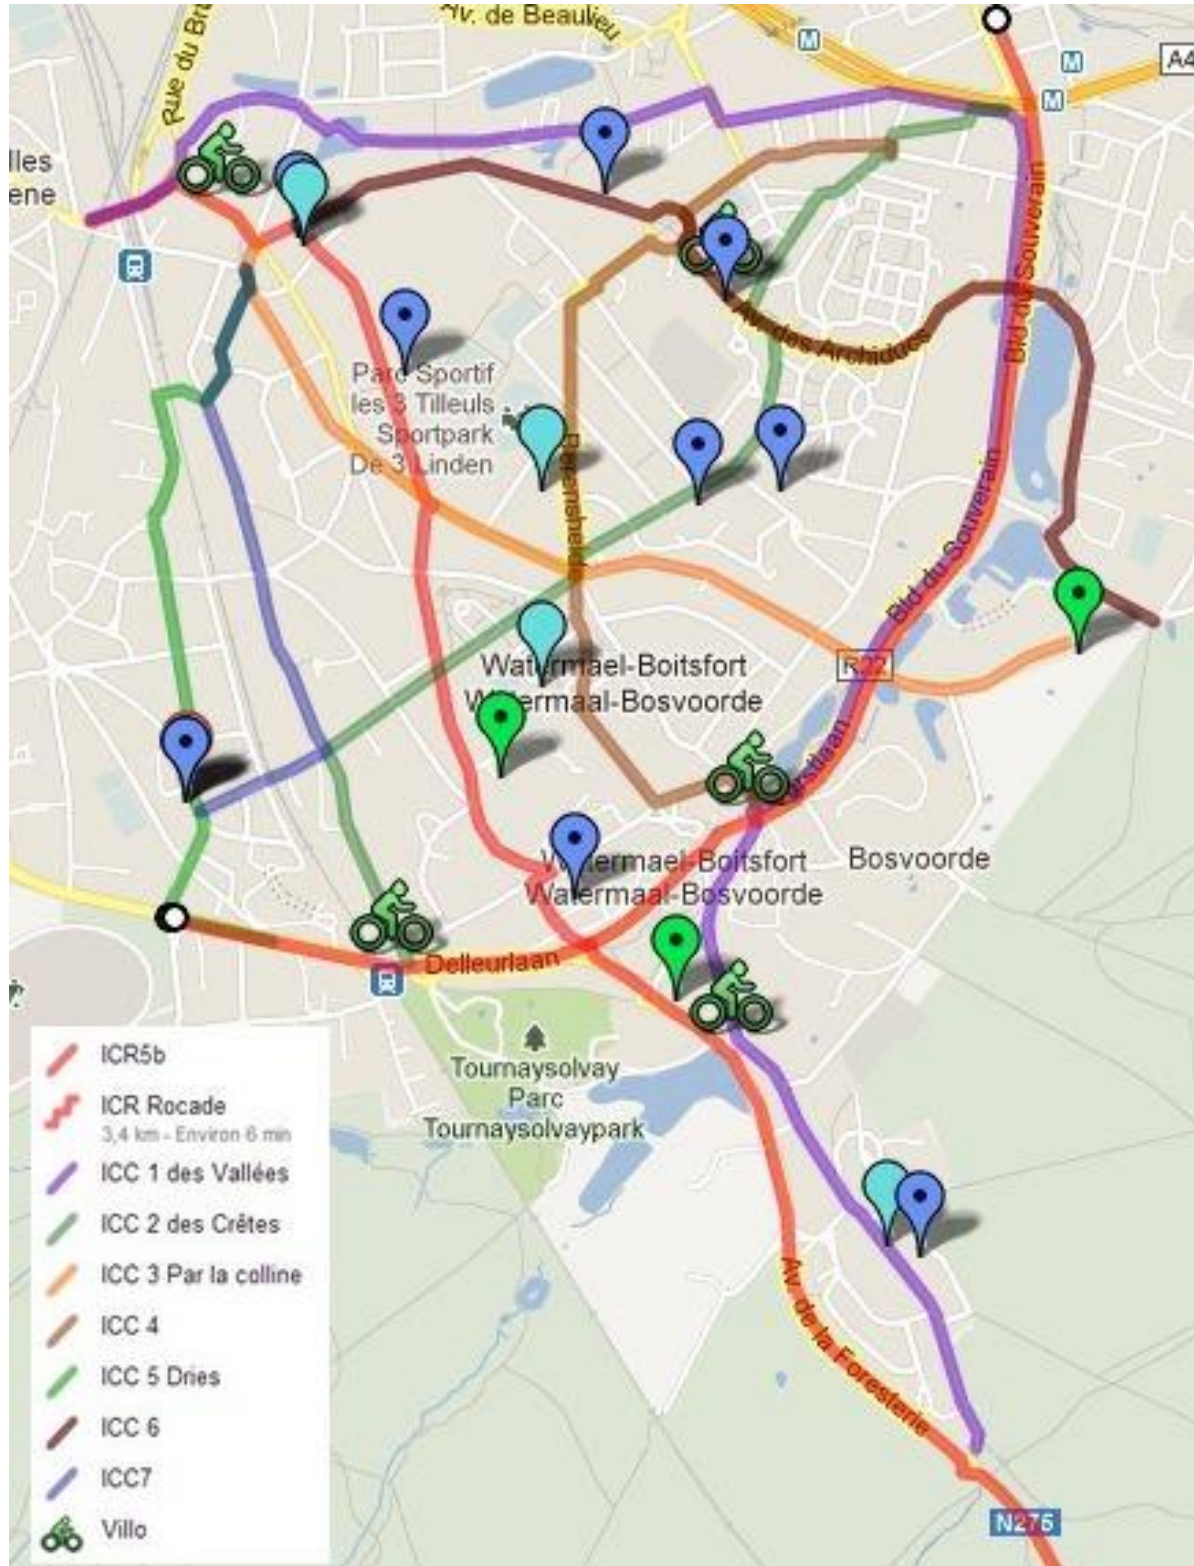 Av. de Beaulieu
Rue du Bru
M
M
M
A4
lles
ene
Bld du Souverain
Av. des Archiducs
Parc Sportif
les 3 Tilleuls
Sportpark
De 3 Linden
Bld du Souverain
R22
Watermael-Boitsfort
Watermaal-Bosvoorde
Watermael-Boitsfort
Watermaal-Bosvoorde
Bosvoorde
Delleurlaan
Tournaysolvay
Parc
Tournaysolvaypark
Av. de la Foresterie
N275
ICR5b
ICR Rocade
3,4 km - Environ 6 min
ICC 1 des Vallées
ICC 2 des Crêtes
ICC 3 Par la colline
ICC 4
ICC 5 Dries
ICC 6
ICC7
Villo